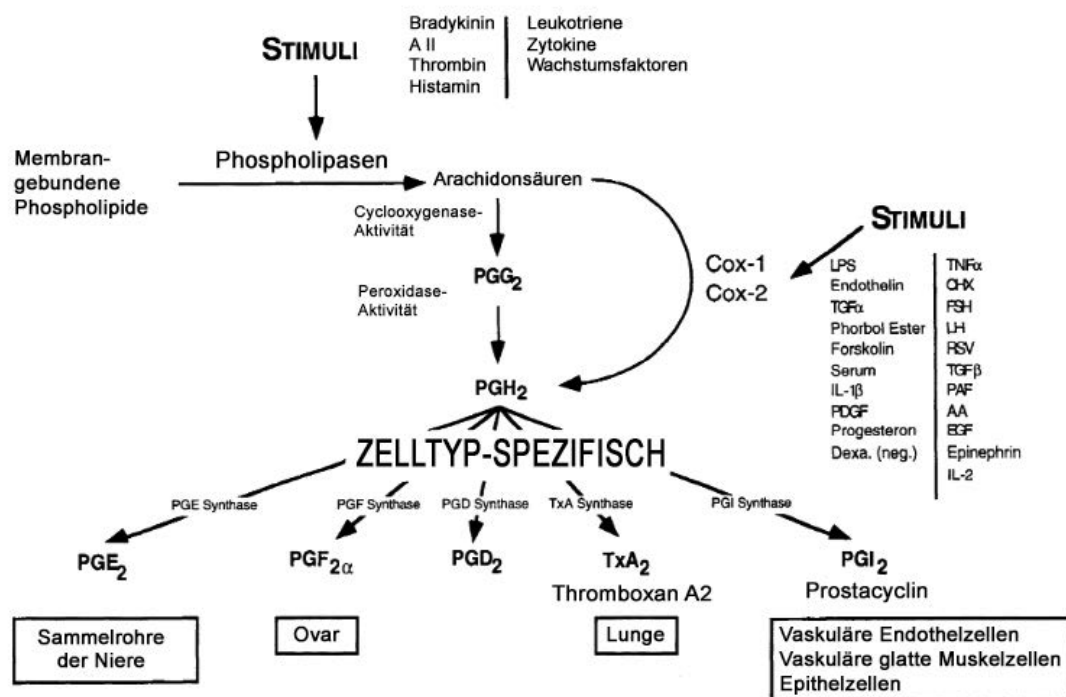 STIMULI
Bradykinin
A II
Thrombin
Histamin
Leukotriene
Zytokine
Wachstumsfaktoren
Membran-
gebundene
Phospholipide
Phospholipasen
Arachidonsäuren
Cyclooxygenase-
Aktivität
PGG2
Peroxidase-
Aktivität
PGH2
Cox-1
Cox-2
STIMULI
LPS
Endothelin
TGFα
Phorbol Ester
Forskolin
Serum
IL-1β
PDGF
Progesteron
Dexa. (neg.)
TNFα
CHX
FSH
LH
RSV
TGFβ
PAF
AA
EGF
Epinephrin
IL-2
ZELLTYP-SPEZIFISCH
PGE Synthase
PGF Synthase
PGD Synthase
TxA Synthase
PGI Synthase
PGE2
PGF2α
PGD2
TxA2
Thromboxan A2
PGI2
Prostacyclin
Sammelrohre
der Niere
Ovar
Lunge
Vaskuläre Endothelzellen
Vaskuläre glatte Muskelzellen
Epithelzellen